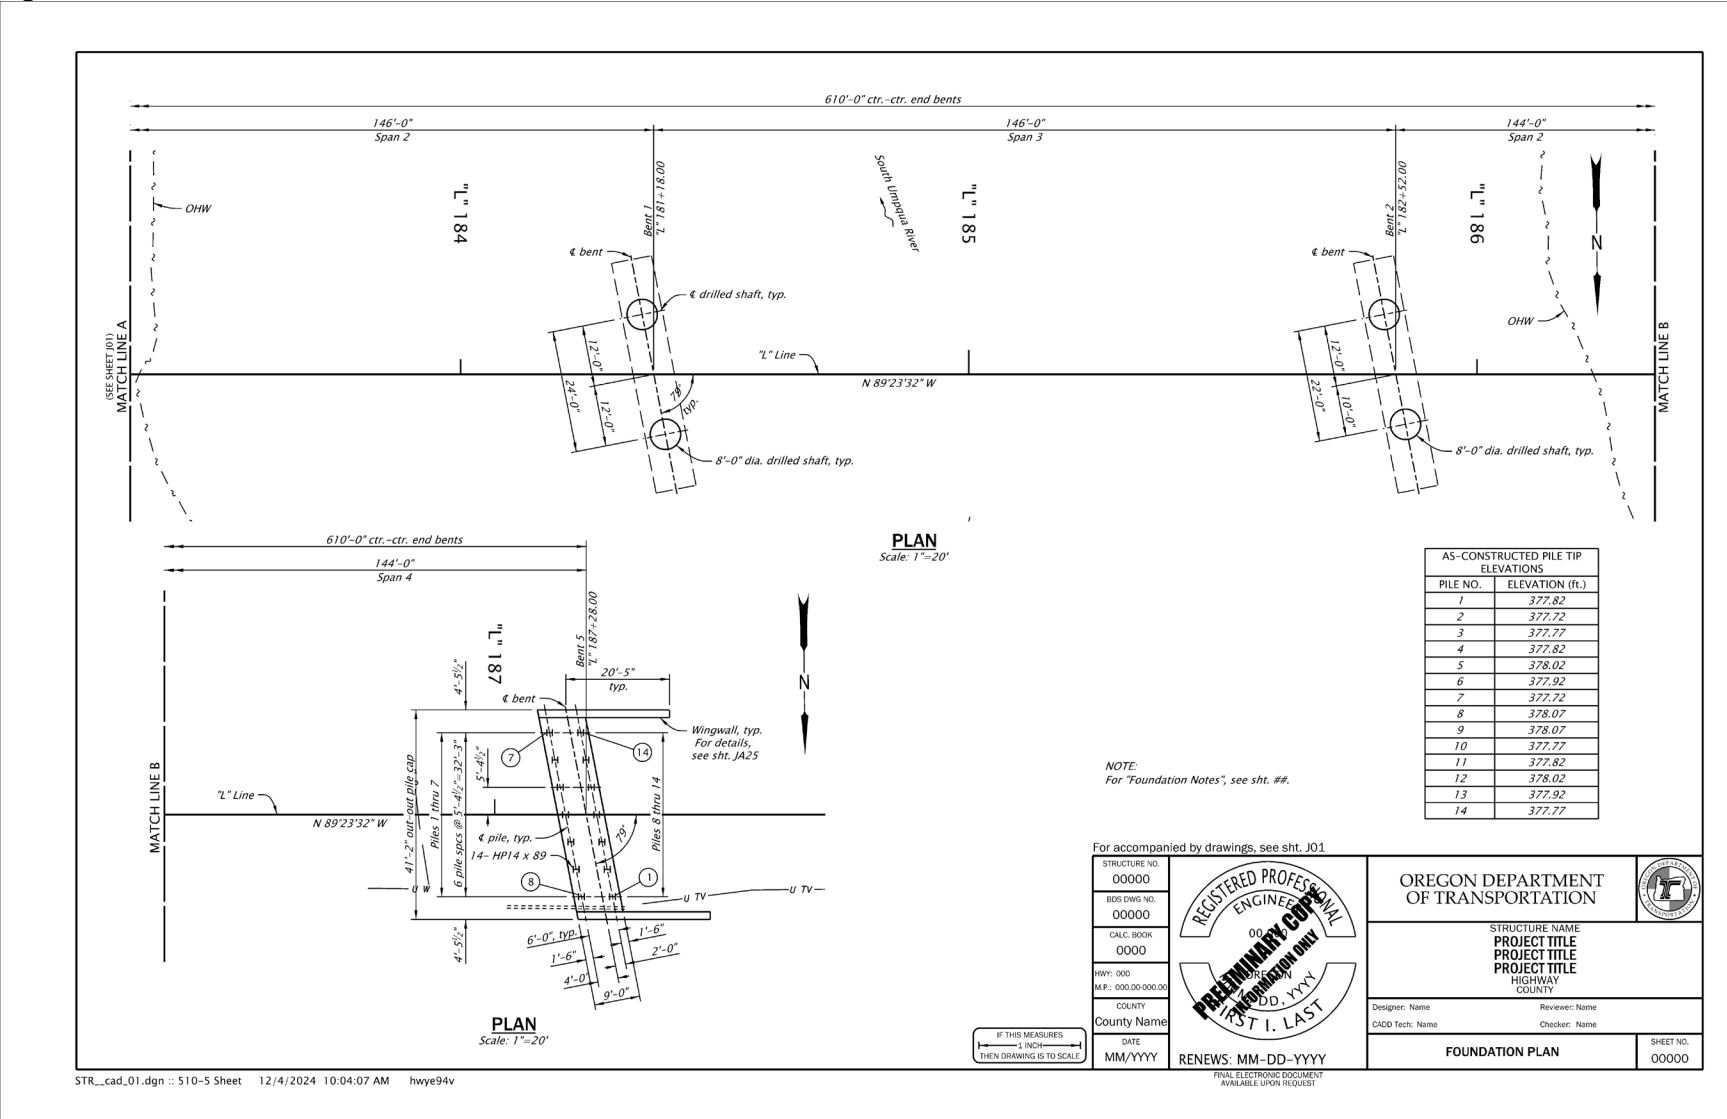 610'-0" ctr.-ctr. end bents
146'-0"
Span 2
146'-0"
Span 3
144'-0"
Span 2
OHW
"L" 184
Bent 1
"L" 181+18.00
South Umpqua River
"L" 185
Bent 2
"L" 182+52.00
"L" 186
N
℄ bent
℄ bent
℄ drilled shaft, typ.
OHW
(SEE SHEET J01)
MATCH LINE A
MATCH LINE B
12'-0"
24'-0"
12'-0"
"L" Line
N 89°23'32" W
79°
typ.
12'-0"
22'-0"
10'-0"
8'-0" dia. drilled shaft, typ.
8'-0" dia. drilled shaft, typ.
PLAN
Scale: 1"=20'
610'-0" ctr.-ctr. end bents
144'-0"
Span 4
Bent 5
"L" 187+28.00
"L" 187
4'-5½"
20'-5"
typ.
N
℄ bent
Wingwall, typ.
For details,
see sht. JA25
7
14
MATCH LINE B
41'-2" out-out pile cap
Piles 1 thru 7
6 pile spcs @ 5'-4½"=32'-3"
5'-4½"
Piles 8 thru 14
"L" Line
N 89°23'32" W
℄ pile, typ.
14- HP14 x 89
79°
8
1
U W
U TV
U TV
4'-5½"
6'-0", typ.
1'-6"
4'-0"
9'-0"
1'-6"
2'-0"
PLAN
Scale: 1"=20'
AS-CONSTRUCTED PILE TIP
ELEVATIONS
PILE NO. ELEVATION (ft.)
1 377.82
2 377.72
3 377.77
4 377.82
5 378.02
6 377.92
7 377.72
8 378.07
9 378.07
10 377.77
11 377.82
12 378.02
13 377.92
14 377.77
NOTE:
For "Foundation Notes", see sht. ##.
For accompanied by drawings, see sht. J01
STRUCTURE NO.
00000
BDS DWG NO.
00000
CALC. BOOK
0000
HWY: 000
M.P.: 000.00-000.00
COUNTY
County Name
DATE
MM/YYYY
REGISTERED PROFESSIONAL
ENGINEER
PRELIMINARY COPY
INFORMATION ONLY
FIRST I. LAST
RENEWS: MM-DD-YYYY
FINAL ELECTRONIC DOCUMENT
AVAILABLE UPON REQUEST
OREGON DEPARTMENT
OF TRANSPORTATION
OREGON DEPARTMENT OF TRANSPORTATION
STRUCTURE NAME
PROJECT TITLE
PROJECT TITLE
PROJECT TITLE
HIGHWAY
COUNTY
Designer: Name
Reviewer: Name
CADD Tech: Name
Checker: Name
FOUNDATION PLAN
SHEET NO.
00000
IF THIS MEASURES
1 INCH
THEN DRAWING IS TO SCALE
STR__cad_01.dgn :: 510-5 Sheet 12/4/2024 10:04:07 AM hwye94v